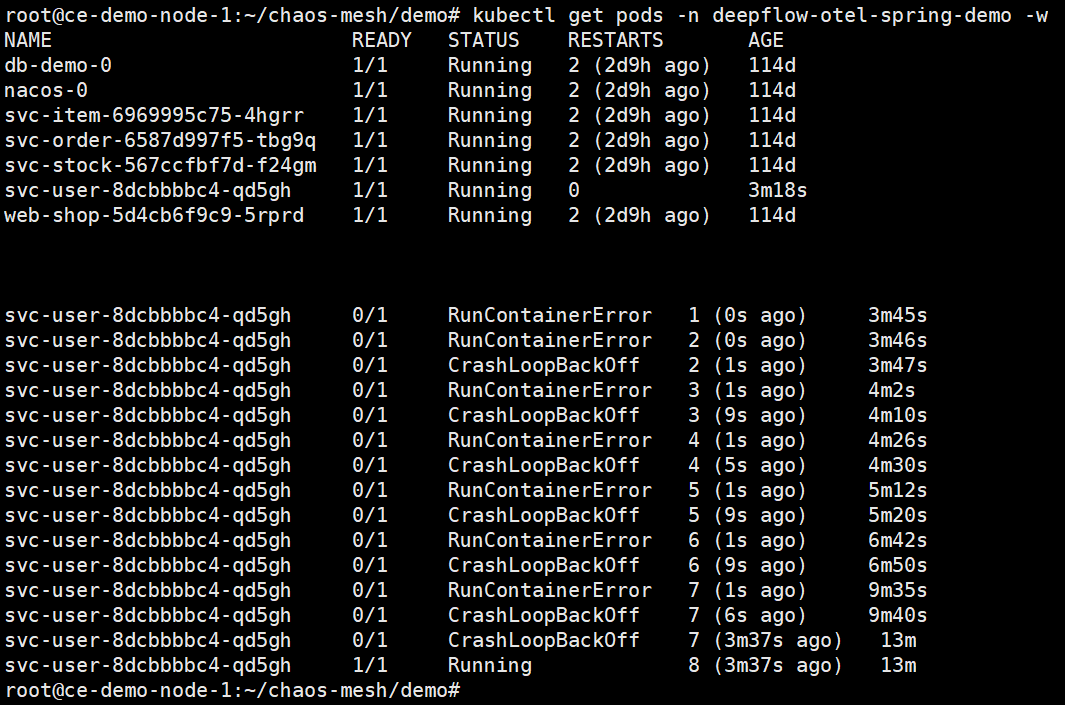 root@ce-demo-node-1:~/chaos-mesh/demo# kubectl get pods -n deepflow-otel-spring-demo -w
NAME READY STATUS RESTARTS AGE
db-demo-0 1/1 Running 2 (2d9h ago) 114d
nacos-0 1/1 Running 2 (2d9h ago) 114d
svc-item-6969995c75-4hgrr 1/1 Running 2 (2d9h ago) 114d
svc-order-6587d997f5-tbg9q 1/1 Running 2 (2d9h ago) 114d
svc-stock-567ccfbf7d-f24gm 1/1 Running 2 (2d9h ago) 114d
svc-user-8dcbbbbc4-qd5gh 1/1 Running 0 3m18s
web-shop-5d4cb6f9c9-5rprd 1/1 Running 2 (2d9h ago) 114d
svc-user-8dcbbbbc4-qd5gh 0/1 RunContainerError 1 (0s ago) 3m45s
svc-user-8dcbbbbc4-qd5gh 0/1 RunContainerError 2 (0s ago) 3m46s
svc-user-8dcbbbbc4-qd5gh 0/1 CrashLoopBackOff 2 (1s ago) 3m47s
svc-user-8dcbbbbc4-qd5gh 0/1 RunContainerError 3 (1s ago) 4m2s
svc-user-8dcbbbbc4-qd5gh 0/1 CrashLoopBackOff 3 (9s ago) 4m10s
svc-user-8dcbbbbc4-qd5gh 0/1 RunContainerError 4 (1s ago) 4m26s
svc-user-8dcbbbbc4-qd5gh 0/1 CrashLoopBackOff 4 (5s ago) 4m30s
svc-user-8dcbbbbc4-qd5gh 0/1 RunContainerError 5 (1s ago) 5m12s
svc-user-8dcbbbbc4-qd5gh 0/1 CrashLoopBackOff 5 (9s ago) 5m20s
svc-user-8dcbbbbc4-qd5gh 0/1 RunContainerError 6 (1s ago) 6m42s
svc-user-8dcbbbbc4-qd5gh 0/1 CrashLoopBackOff 6 (9s ago) 6m50s
svc-user-8dcbbbbc4-qd5gh 0/1 RunContainerError 7 (1s ago) 9m35s
svc-user-8dcbbbbc4-qd5gh 0/1 CrashLoopBackOff 7 (6s ago) 9m40s
svc-user-8dcbbbbc4-qd5gh 0/1 CrashLoopBackOff 7 (3m37s ago) 13m
svc-user-8dcbbbbc4-qd5gh 1/1 Running 8 (3m37s ago) 13m
root@ce-demo-node-1:~/chaos-mesh/demo#